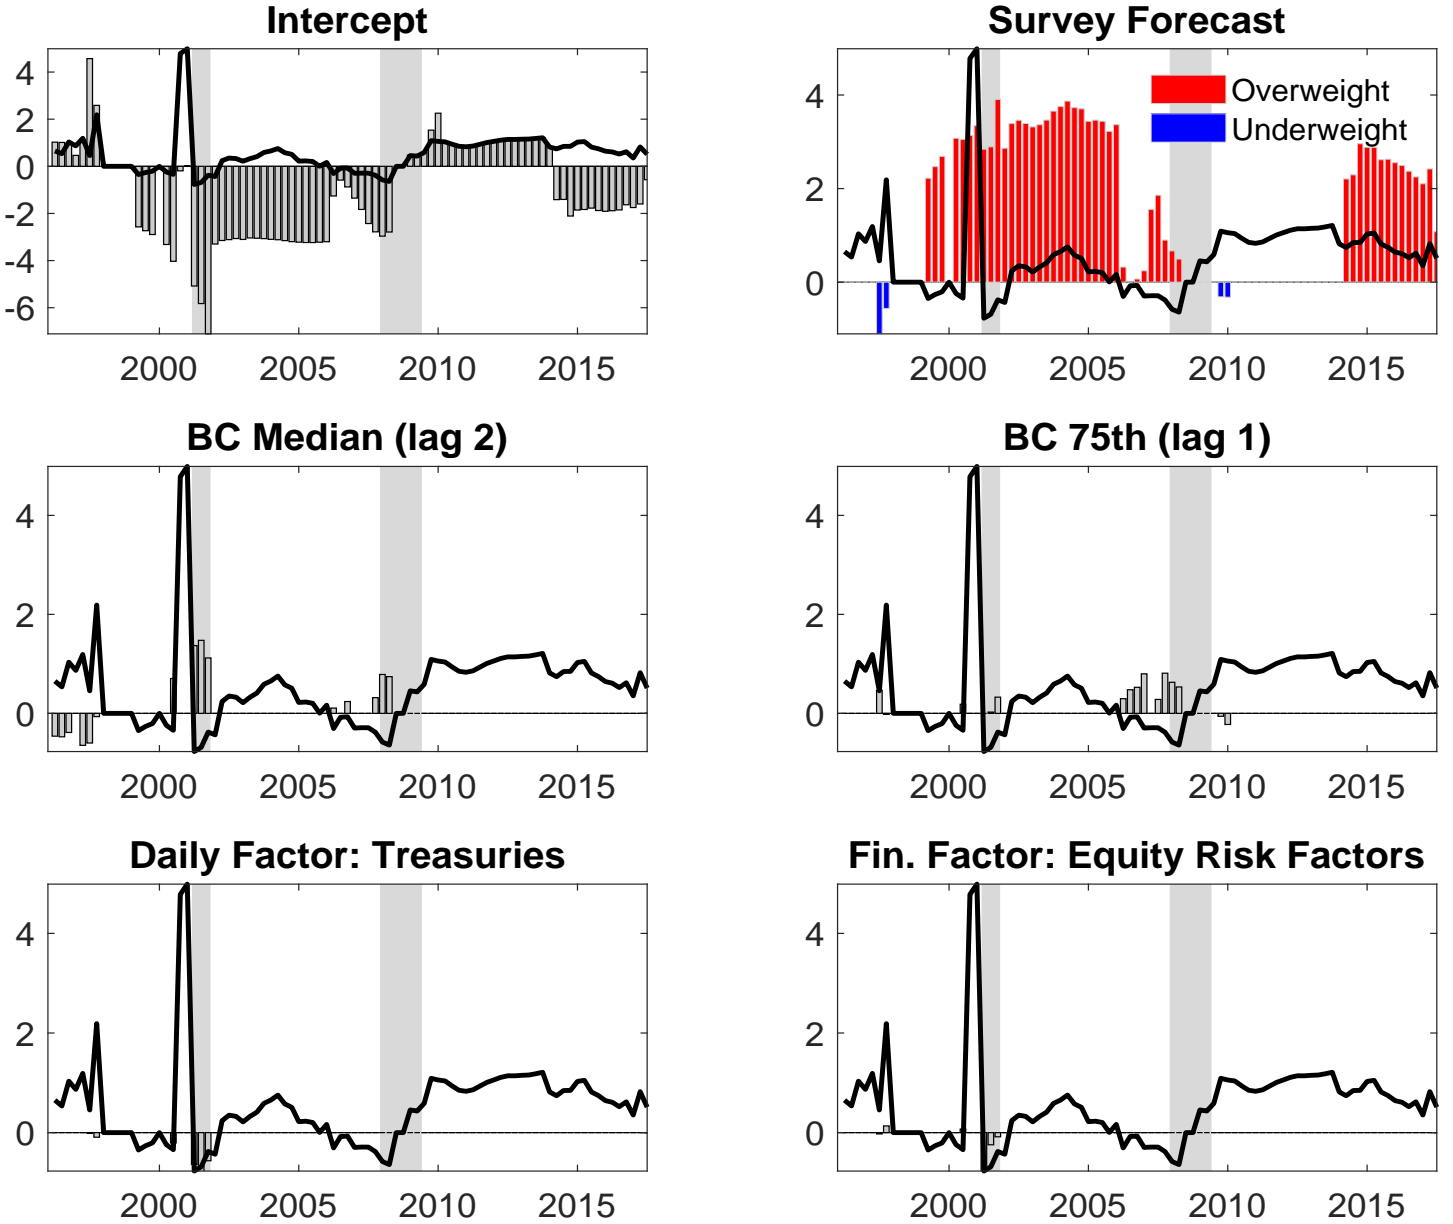 Intercept
4
2
0
-2
-4
-6
2000 2005 2010 2015
Survey Forecast
Overweight
Underweight
4
2
0
2000 2005 2010 2015
BC Median (lag 2)
4
2
0
2000 2005 2010 2015
BC 75th (lag 1)
4
2
0
2000 2005 2010 2015
Daily Factor: Treasuries
4
2
0
2000 2005 2010 2015
Fin. Factor: Equity Risk Factors
4
2
0
2000 2005 2010 2015